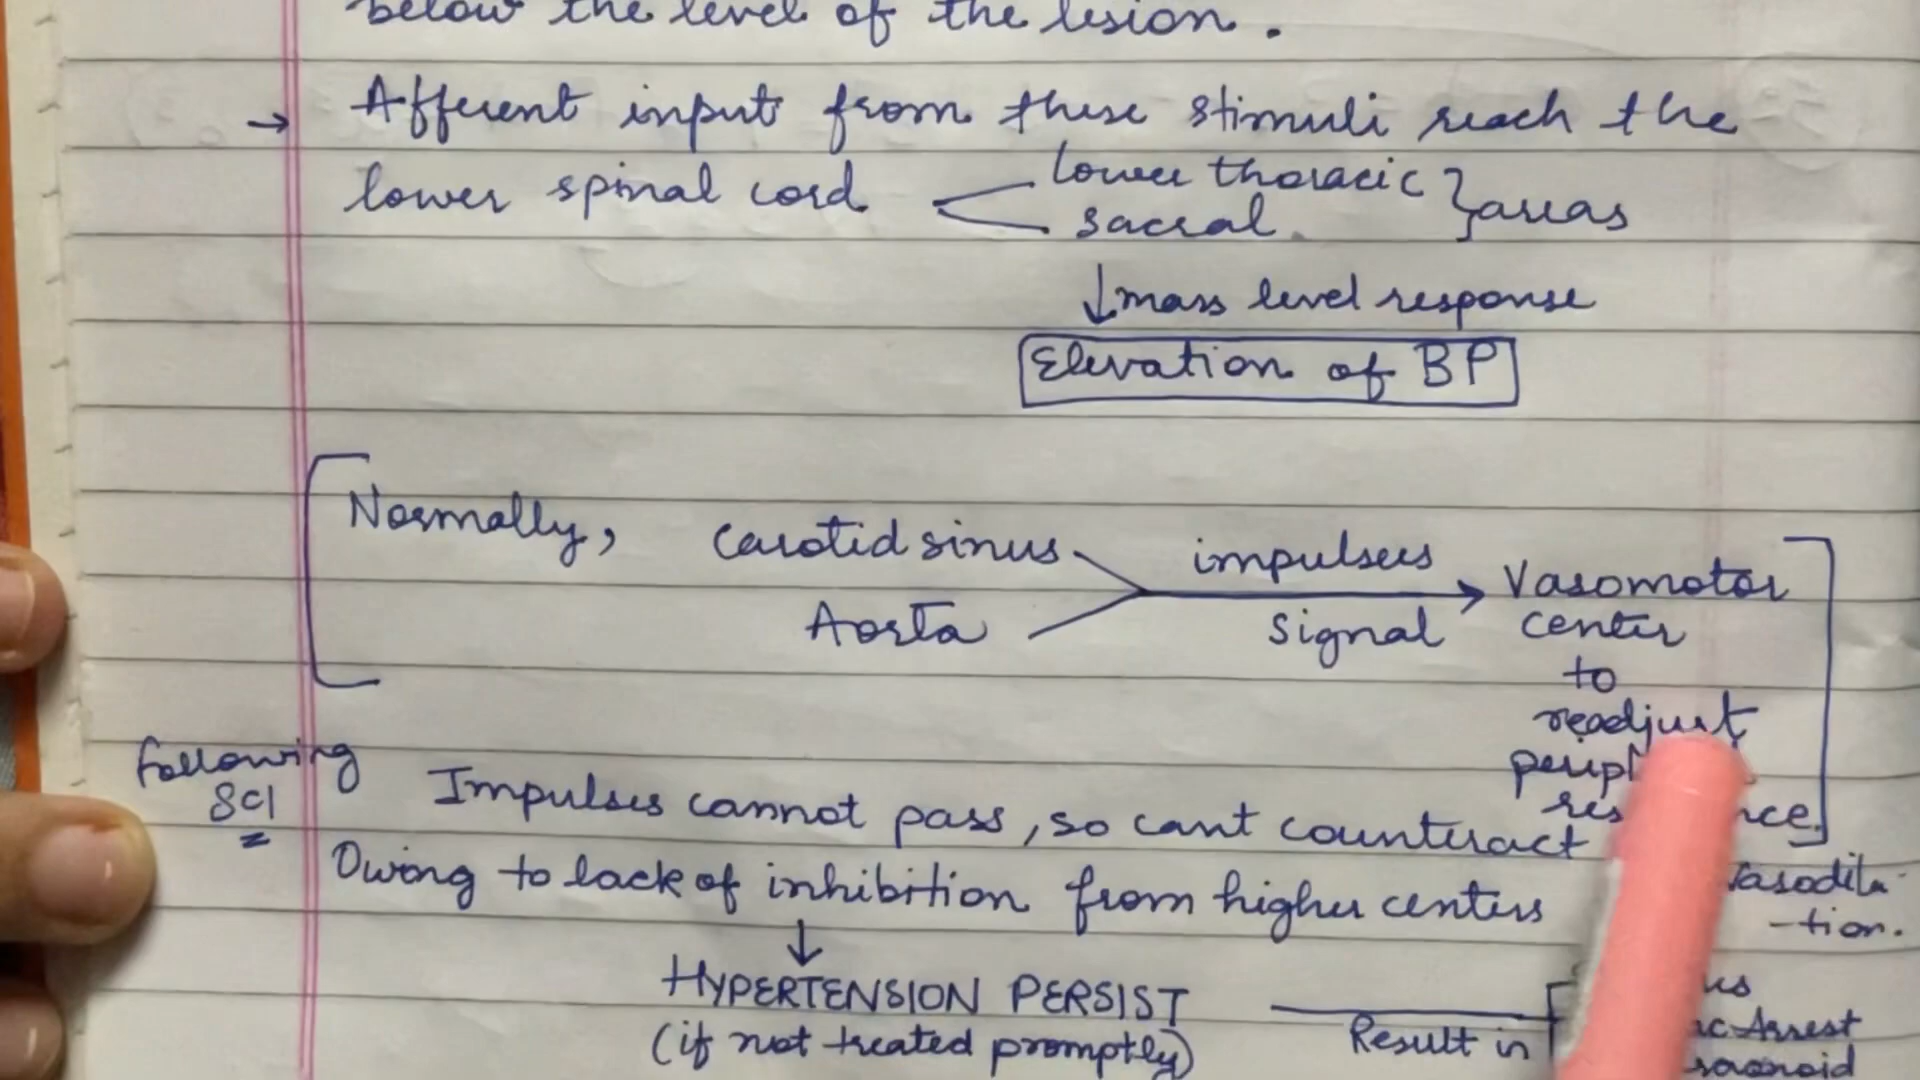 below the level of the lesion.
→ Afferent input from these stimuli reach the
lower spinal cord lower thoracic } areas
sacral
↓ mass level response
Elevation of BP
Normally, carotid sinus impulses Vasomotor
Aorta signal center
to
readjust
Following
SCI Impulses cannot pass, so cant counteract
Owing to lack of inhibition from higher centers
↓
HYPERTENSION PERSIST
(if not treated promptly) Result in
Arrest